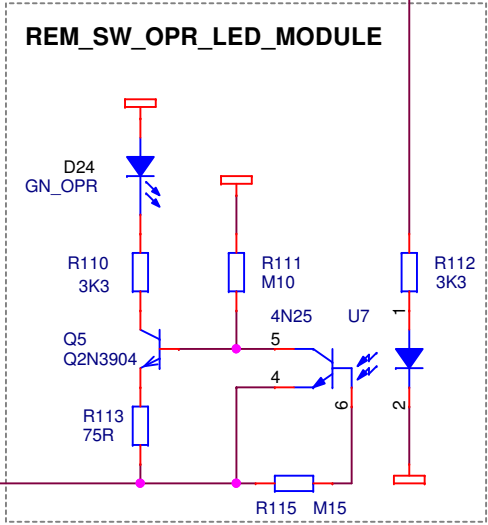 REM_SW_OPR_LED_MODULE
D24
GN_OPR
R110
3K3
R111
M10
R112
3K3
4N25
U7
1
Q5
Q2N3904
5
4
6
2
R113
75R
R115
M15